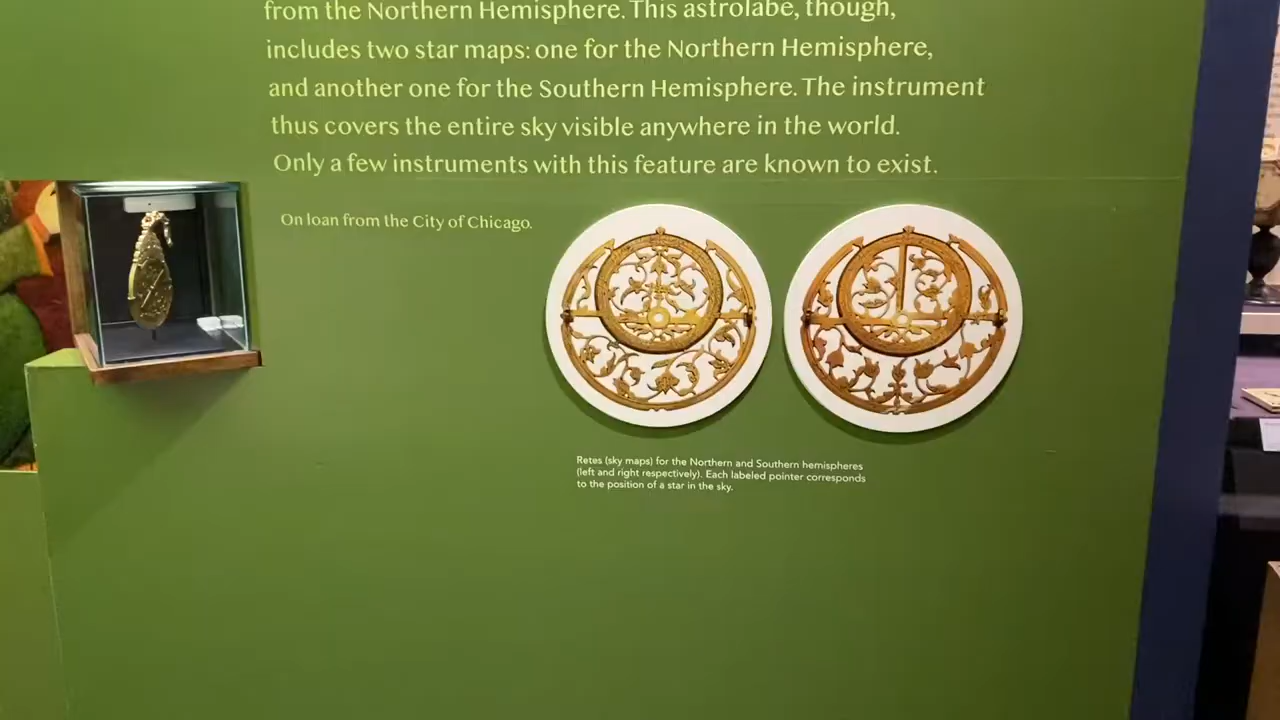 from the Northern Hemisphere. This astrolabe, though,
includes two star maps: one for the Northern Hemisphere,
and another one for the Southern Hemisphere. The instrument
thus covers the entire sky visible anywhere in the world.
Only a few instruments with this feature are known to exist.
On loan from the City of Chicago.
Retes (sky maps) for the Northern and Southern hemispheres
(left and right respectively). Each labeled pointer corresponds
to the position of a star in the sky.